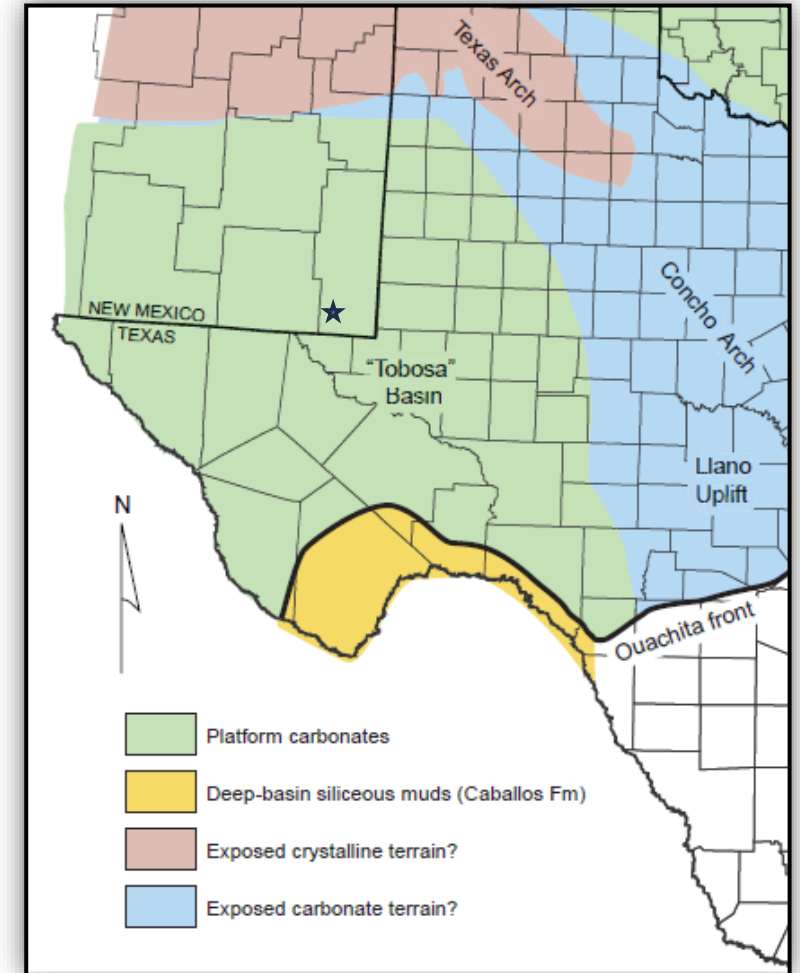 Texas Arch
Concho Arch
NEW MEXICO
TEXAS
“Tobosa”
Basin
Llano
Uplift
N
Ouachita front
Platform carbonates
Deep-basin siliceous muds (Caballos Fm)
Exposed crystalline terrain?
Exposed carbonate terrain?